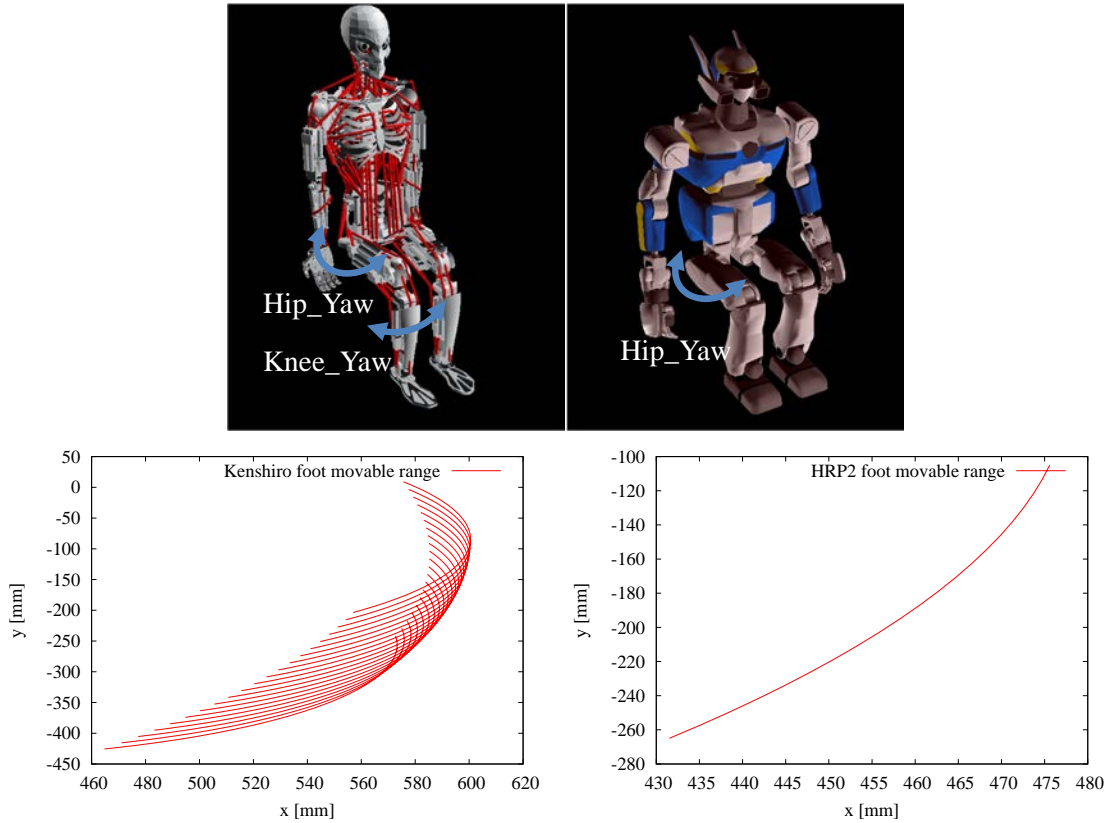 Hip_Yaw
Knee_Yaw
Hip_Yaw
Kenshiro foot movable range
50
0
-50
-100
-150
-200
-250
-300
-350
-400
-450
460 480 500 520 540 560 580 600 620
y [mm]
x [mm]
HRP2 foot movable range
-100
-120
-140
-160
-180
-200
-220
-240
-260
-280
430 435 440 445 450 455 460 465 470 475 480
y [mm]
x [mm]